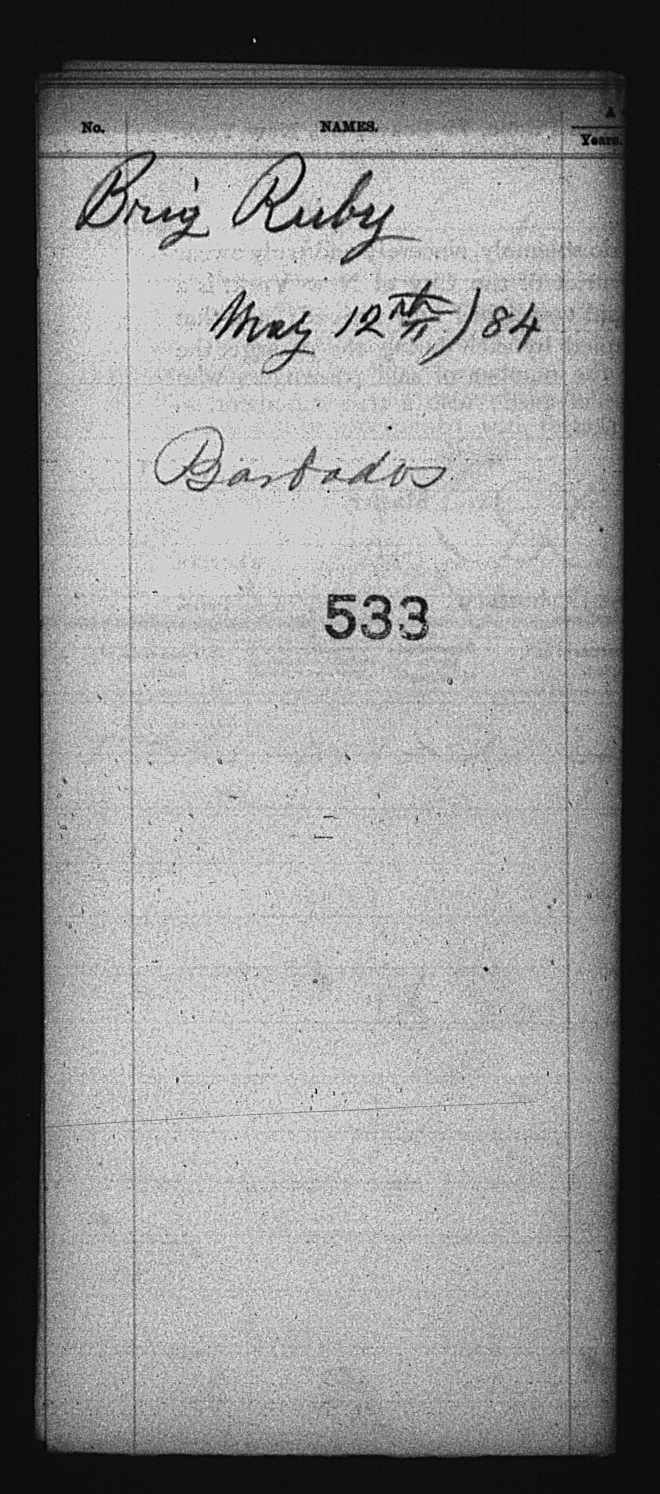 No. NAMES. A
Years.
Brig Ruby
May 12th) 84
Barbados
533